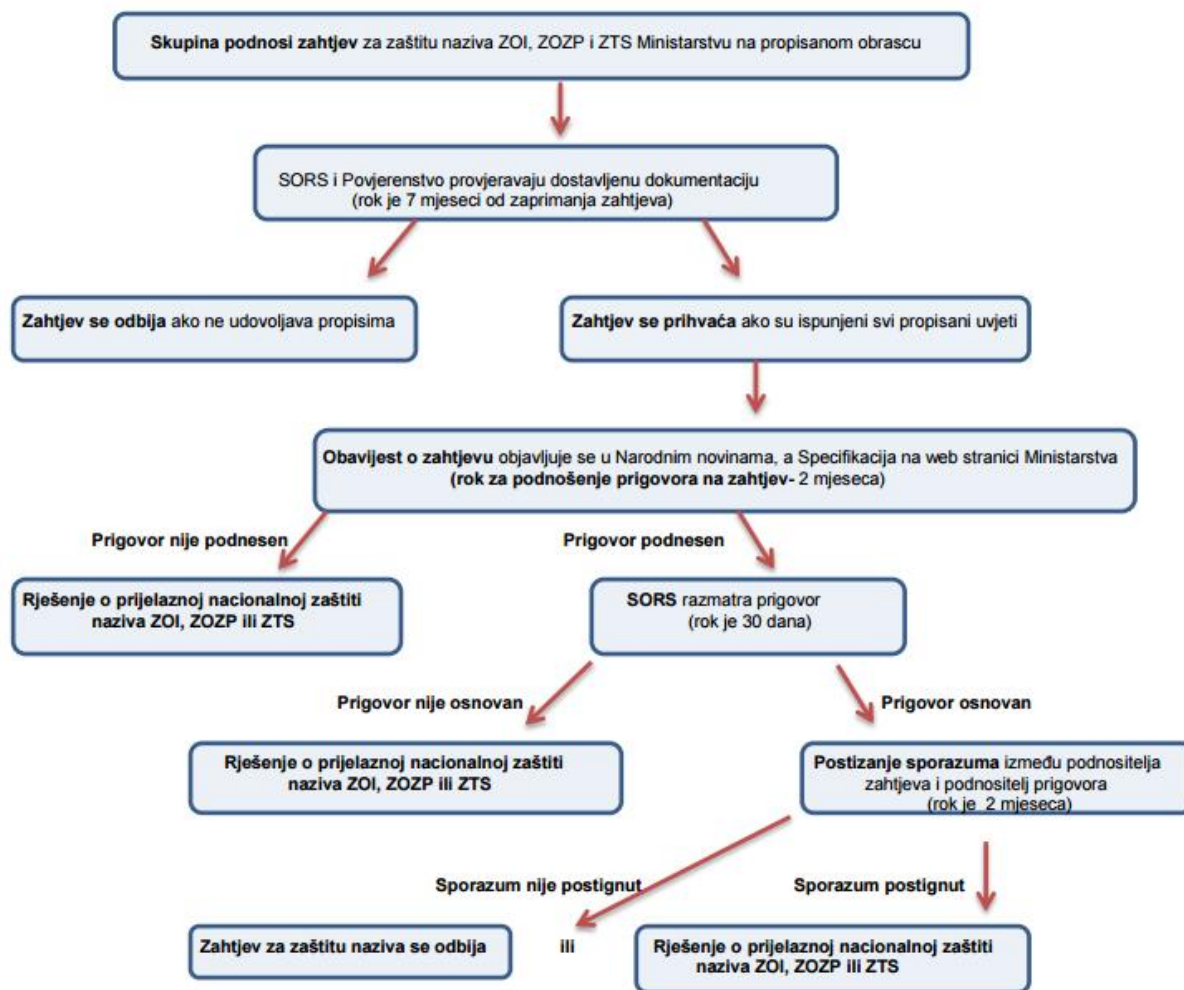 Skupina podnosi zahtjev za zaštitu naziva ZOI, ZOZP i ZTS Ministarstvu na propisanom obrascu
SORS i Povjerenstvo provjeravaju dostavljenu dokumentaciju
(rok je 7 mjeseci od zaprimanja zahtjeva)
Zahtjev se odbija ako ne udovoljava propisima
Zahtjev se prihvaća ako su ispunjeni svi propisani uvjeti
Obavijest o zahtjevu objavljuje se u Narodnim novinama, a Specifikacija na web stranici Ministarstva
(rok za podnošenje prigovora na zahtjev- 2 mjeseca)
Prigovor nije podnesen
Prigovor podnesen
Rješenje o prijelaznoj nacionalnoj zaštiti
naziva ZOI, ZOZP ili ZTS
SORS razmatra prigovor
(rok je 30 dana)
Prigovor nije osnovan
Prigovor osnovan
Rješenje o prijelaznoj nacionalnoj zaštiti
naziva ZOI, ZOZP ili ZTS
Postizanje sporazuma između podnositelja
zahtjeva i podnositelj prigovora
(rok je 2 mjeseca)
Sporazum nije postignut
Sporazum postignut
Zahtjev za zaštitu naziva se odbija
ili
Rješenje o prijelaznoj nacionalnoj zaštiti
naziva ZOI, ZOZP ili ZTS